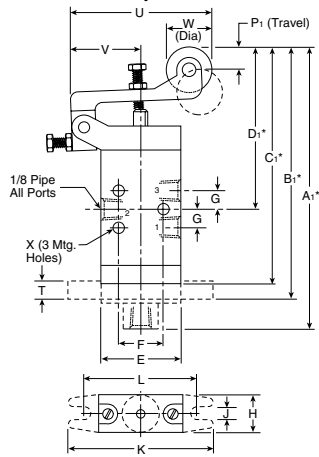 U
W
(Dia)
P1 (Travel)
V
D1*
C1*
B1*
A1*
1/8 Pipe
All Ports
3
G
2
X (3 Mtg.
Holes)
1
G
T
F
E
L
J
H
K